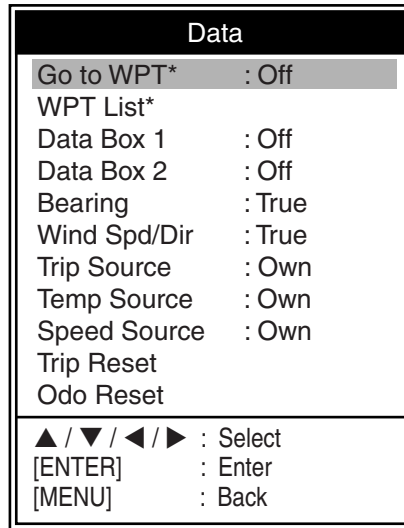 Data
Go to WPT* : Off
WPT List*
Data Box 1 : Off
Data Box 2 : Off
Bearing : True
Wind Spd/Dir : True
Trip Source : Own
Temp Source : Own
Speed Source : Own
Trip Reset
Odo Reset
▲ / ▼ / ◀ / ▶ : Select
[ENTER] : Enter
[MENU] : Back